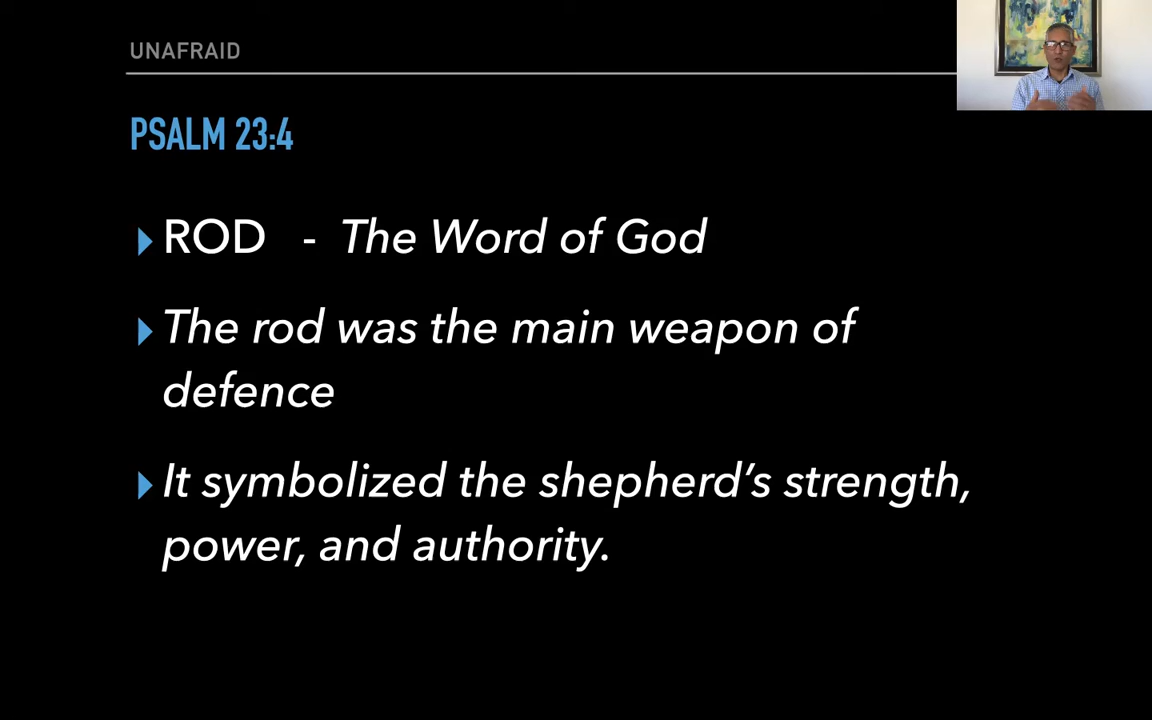 UNAFRAID
PSALM 23:4
ROD - The Word of God
The rod was the main weapon of
defence
It symbolized the shepherd’s strength,
power, and authority.